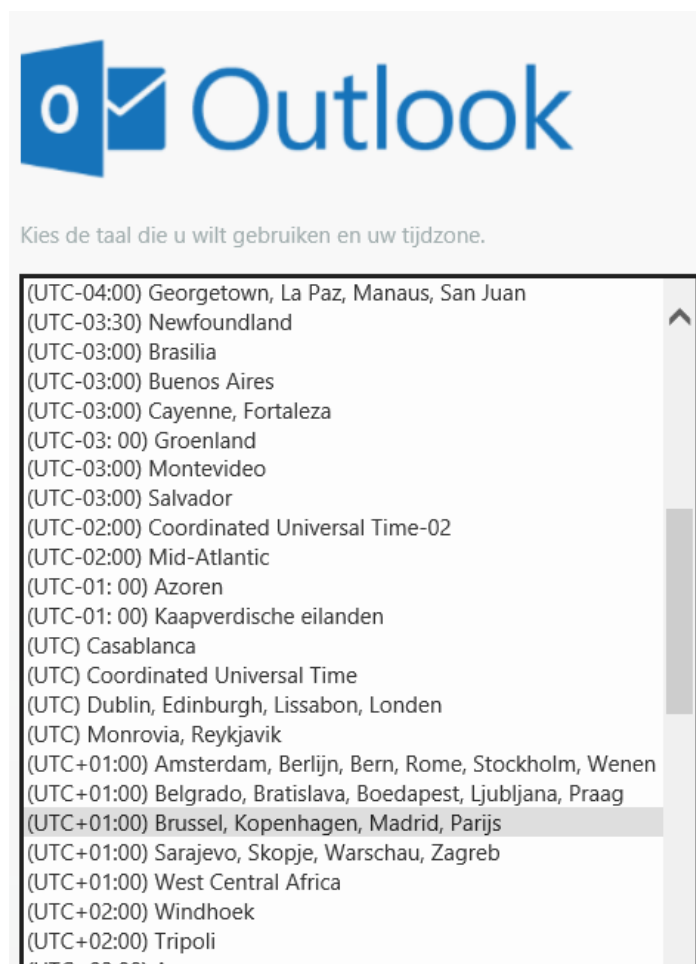 Outlook
Kies de taal die u wilt gebruiken en uw tijdzone.
(UTC-04:00) Georgetown, La Paz, Manaus, San Juan
(UTC-03:30) Newfoundland
(UTC-03:00) Brasilia
(UTC-03:00) Buenos Aires
(UTC-03:00) Cayenne, Fortaleza
(UTC-03: 00) Groenland
(UTC-03:00) Montevideo
(UTC-03:00) Salvador
(UTC-02:00) Coordinated Universal Time-02
(UTC-02:00) Mid-Atlantic
(UTC-01: 00) Azoren
(UTC-01: 00) Kaapverdische eilanden
(UTC) Casablanca
(UTC) Coordinated Universal Time
(UTC) Dublin, Edinburgh, Lissabon, Londen
(UTC) Monrovia, Reykjavik
(UTC+01:00) Amsterdam, Berlijn, Bern, Rome, Stockholm, Wenen
(UTC+01:00) Belgrado, Bratislava, Boedapest, Ljubljana, Praag
(UTC+01:00) Brussel, Kopenhagen, Madrid, Parijs
(UTC+01:00) Sarajevo, Skopje, Warschau, Zagreb
(UTC+01:00) West Central Africa
(UTC+02:00) Windhoek
(UTC+02:00) Tripoli